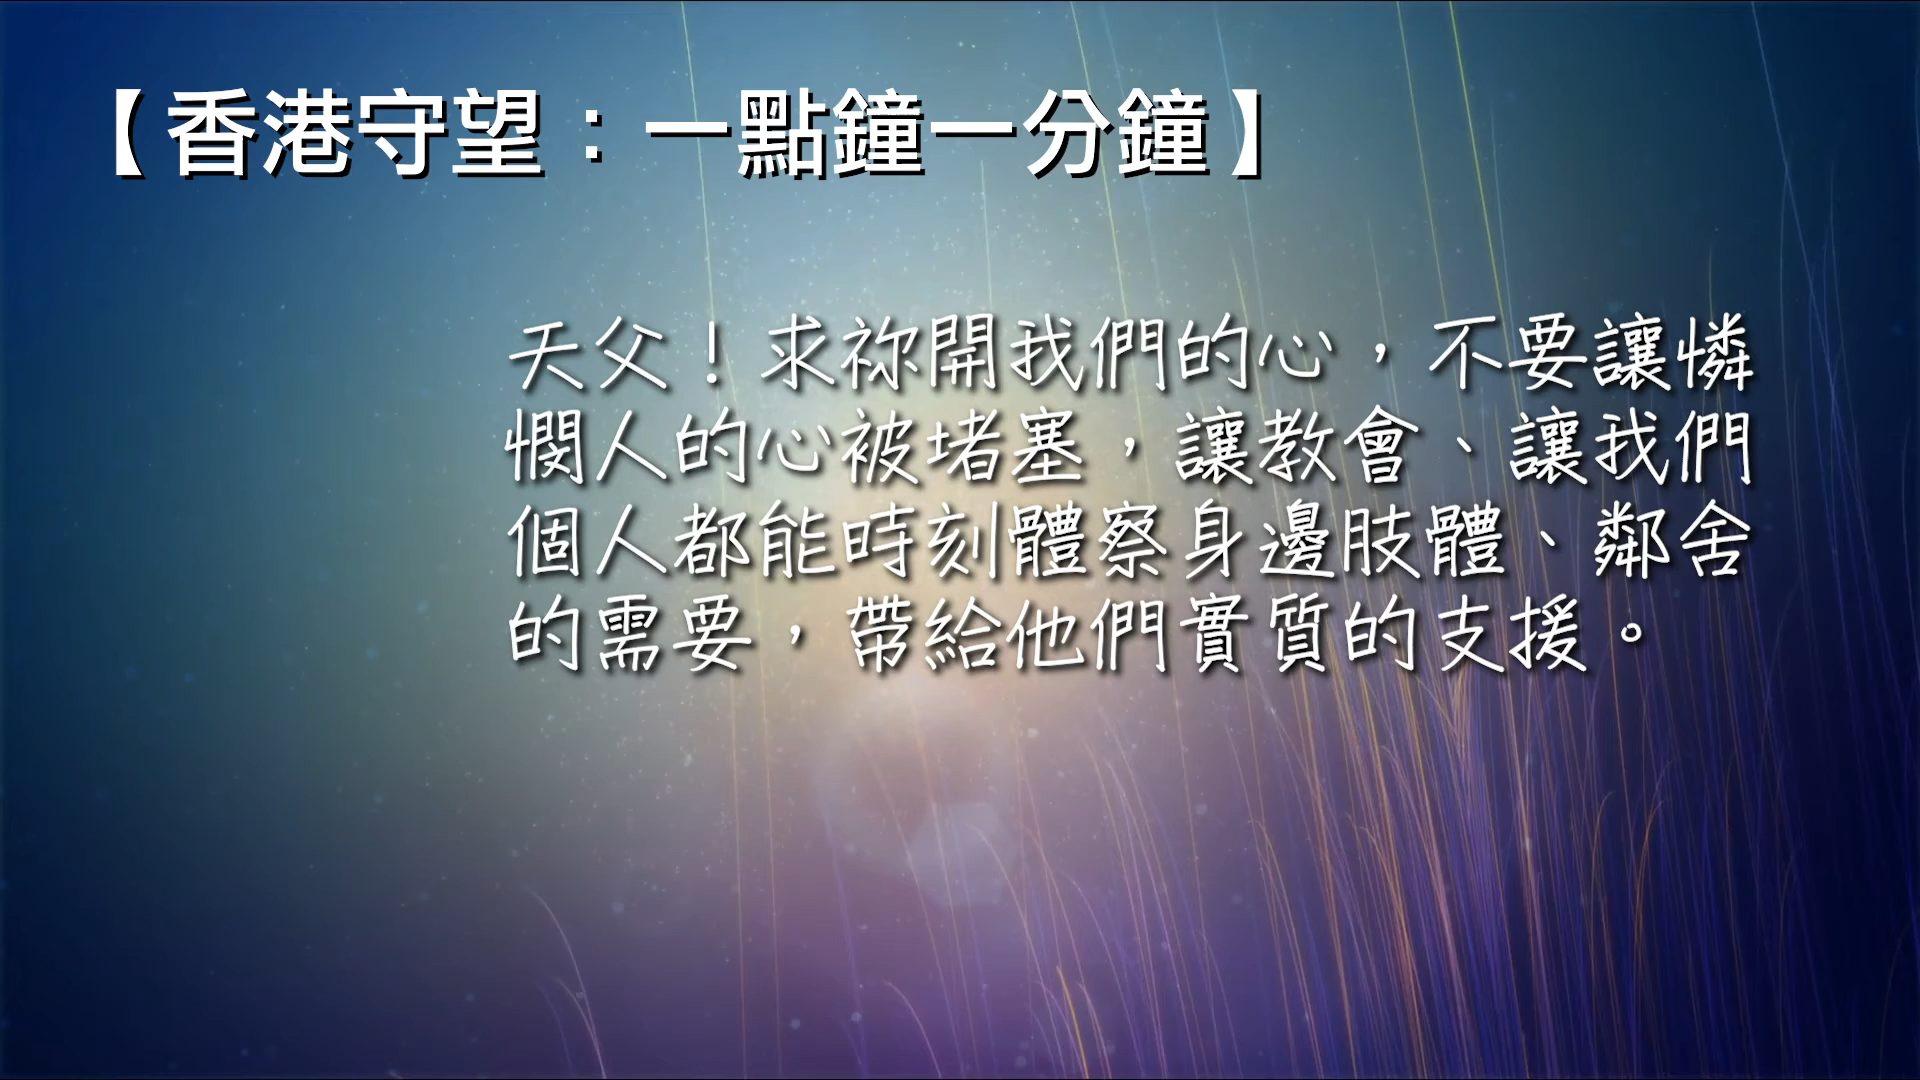 【香港守望：一點鐘一分鐘】
天父！求祢開我們的心，不要讓憐
憫人的心被堵塞，讓教會、讓我們
個人都能時刻體察身邊肢體、鄰舍
的需要，帶給他們實質的支援。